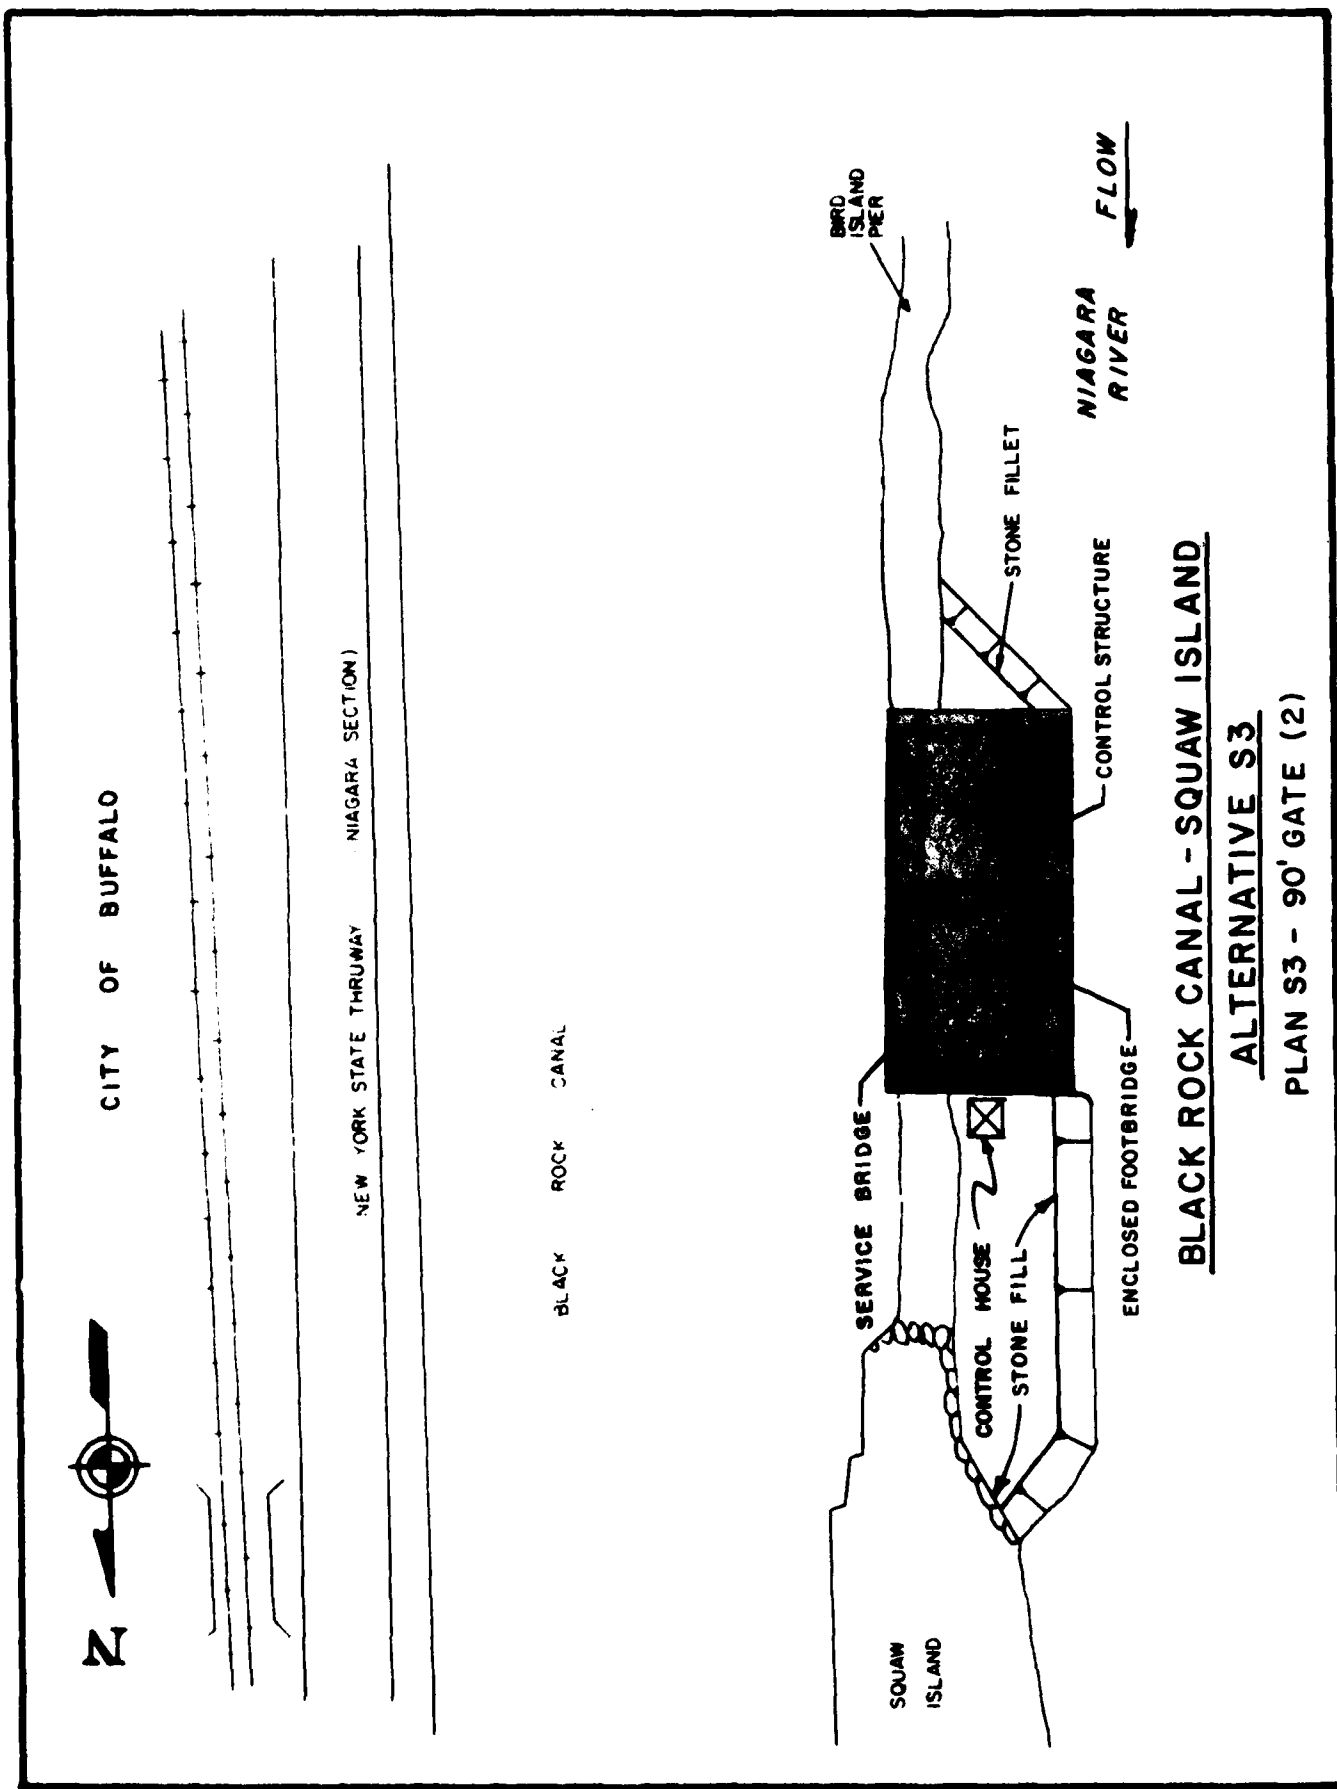 N
CITY OF BUFFALO
NEW YORK STATE THRUWAY NIAGARA SECTION)
BLACK ROCK CANAL
BIRD
ISLAND
PIER
SERVICE BRIDGE
SQUAW
ISLAND
CONTROL HOUSE
STONE FILL
STONE FILLET
NIAGARA
RIVER
FLOW
CONTROL STRUCTURE
ENCLOSED FOOTBRIDGE
BLACK ROCK CANAL - SQUAW ISLAND
ALTERNATIVE S3
PLAN S3 - 90' GATE (2)